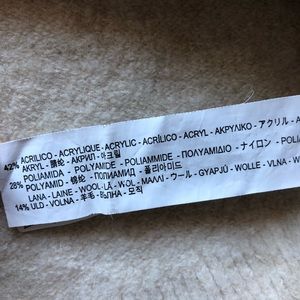 42% ACRILICO - ACRYLIQUE - ACRYLIC - ACRÍLICO - ACRYL - ΑΚΡΥΛΙΚΟ - アクリル -
AKRYL - 腈纶 - АКРИЛ - 아크릴
POLIAMIDA - POLYAMIDE - POLIAMMIDE - ΠΟΛΥΑΜΙΔΙΟ - ナイロン -
28% POLYAMID - 锦纶 - ПОЛИАМИД - 폴리아미드
LANA - LAINE - WOOL - LÃ - WOL - ΜΑΛΛΙ - ウール - GYAPJÚ - WOLLE - VLNA -
14% ULD - VOLNA - 羊毛 - ВЪЛНА - 모직